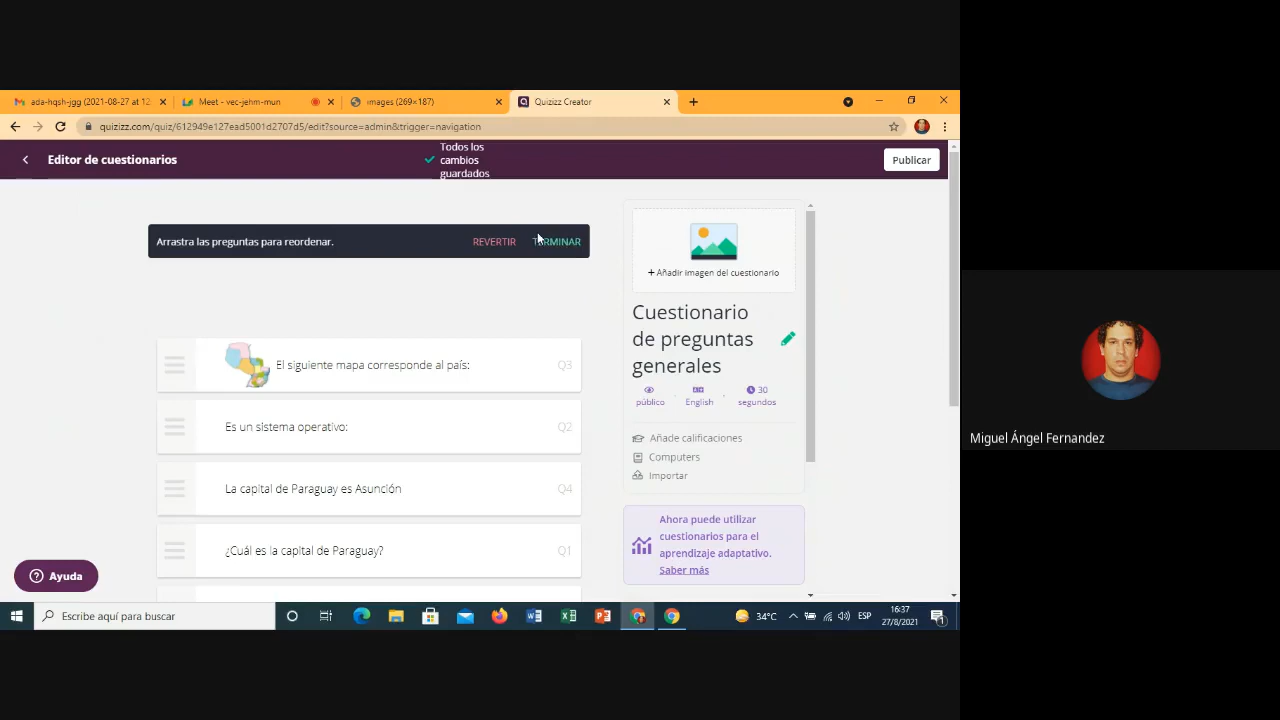 ada-hqsh-jgg (2021-08-27 at 12
Meet - vec-jehm-mun
images (269×187)
Quizizz Creator
quizizz.com/quiz/612949e127ead5001d2707d5/edit?source=admin&trigger=navigation
Editor de cuestionarios
Todos los
cambios
guardados
Publicar
Arrastra las preguntas para reordenar.
REVERTIR
TERMINAR
El siguiente mapa corresponde al país:
Q3
Es un sistema operativo:
Q2
La capital de Paraguay es Asunción
Q4
¿Cuál es la capital de Paraguay?
Q1
+ Añadir imagen del cuestionario
Cuestionario
de preguntas
generales
público
English
30
segundos
Añade calificaciones
Computers
Importar
Ahora puede utilizar
cuestionarios para el
aprendizaje adaptativo.
Saber más
Ayuda
Escribe aquí para buscar
34°C
ESP
16:37
27/8/2021
1
Miguel Ángel Fernandez